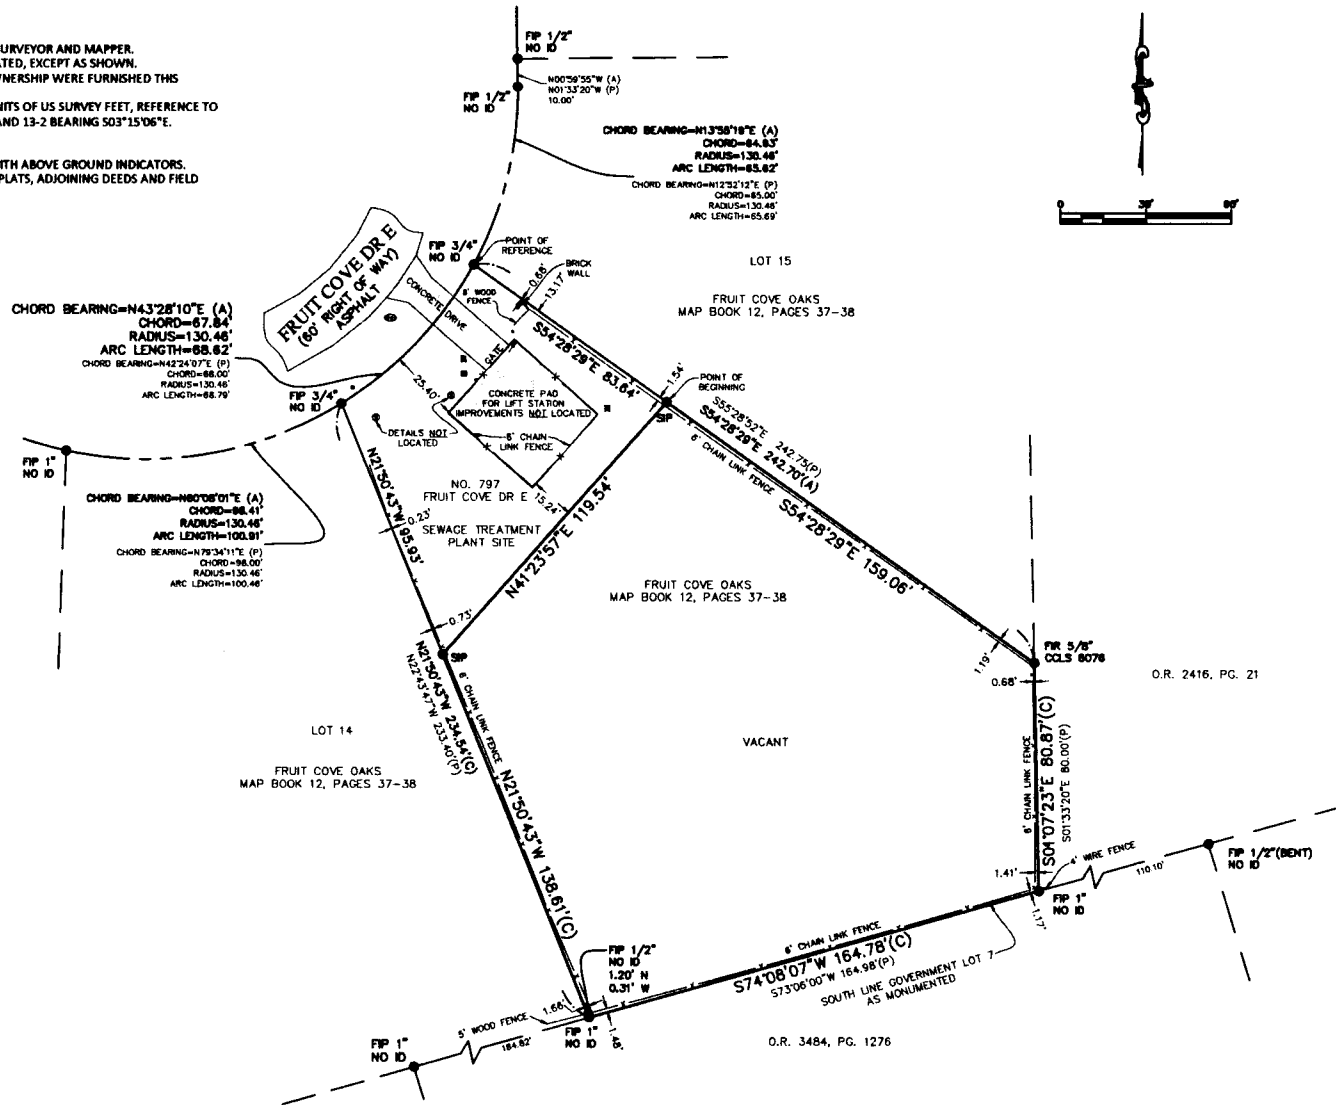 URVEYOR AND MAPPER.
ATED, EXCEPT AS SHOWN.
NERSHIP WERE FURNISHED THIS
NITS OF US SURVEY FEET, REFERENCE TO
AND 13-2 BEARING S03°15'06"E.
ITH ABOVE GROUND INDICATORS.
PLATS, ADJOINING DEEDS AND FIELD
FIP 1/2"
NO ID
N00°59'55"W (A)
N01°33'20"W (P)
10.00'
FIP 1/2"
NO ID
CHORD BEARING=N13°58'19"E (A)
CHORD=64.93'
RADIUS=130.46'
ARC LENGTH=65.62'
CHORD BEARING=N12°52'12"E (P)
CHORD=65.00'
RADIUS=130.46'
ARC LENGTH=65.69'
0
30'
60'
FIP 3/4"
NO ID
POINT OF
REFERENCE
BRICK
WALL
0.68'
13.17'
LOT 15
FRUIT COVE OAKS
MAP BOOK 12, PAGES 37-38
FRUIT COVE DR E
(60' RIGHT OF WAY)
ASPHALT
CONCRETE DRIVE
6' WOOD
FENCE
GATE
S54°28'29"E 83.64'
1.54'
POINT OF
BEGINNING
SIP
CHORD BEARING=N43°28'10"E (A)
CHORD=67.84'
RADIUS=130.46'
ARC LENGTH=68.62'
CHORD BEARING=N42°24'07"E (P)
CHORD=68.00'
RADIUS=130.46'
ARC LENGTH=68.79'
FIP 3/4"
NO ID
25.40'
CONCRETE PAD
FOR LIFT STATION
IMPROVEMENTS NOT LOCATED
DETAILS NOT
LOCATED
6' CHAIN
LINK FENCE
S55°28'52"E 242.75'(P)
S54°28'29"E 242.70'(A)
6' CHAIN LINK FENCE
S54°28'29"E 159.06'
FIP 1"
NO ID
CHORD BEARING=N80°08'01"E (A)
CHORD=98.41'
RADIUS=130.46'
ARC LENGTH=100.91'
CHORD BEARING=N79°34'11"E (P)
CHORD=98.00'
RADIUS=130.46'
ARC LENGTH=100.46'
N21°50'43"W 95.93'
0.23'
NO. 797
FRUIT COVE DR E
15.24'
SEWAGE TREATMENT
PLANT SITE
N41°23'57"E 119.54'
FRUIT COVE OAKS
MAP BOOK 12, PAGES 37-38
0.73'
SIP
1.19'
FIR 5/8"
CCLS 6076
0.68'
O.R. 2416, PG. 21
N21°50'43"W 234.54'(C)
N22°43'47"W 233.40'(P)
6' CHAIN LINK FENCE
N21°50'43"W 138.61'(C)
LOT 14
FRUIT COVE OAKS
MAP BOOK 12, PAGES 37-38
VACANT
6' CHAIN LINK FENCE
S01°07'23"E 80.87'(C)
S01°33'20"E 80.00'(P)
1.41'
4' WIRE FENCE
110.10'
FIP 1/2"(BENT)
NO ID
FIP 1"
NO ID
1.17'
6' CHAIN LINK FENCE
S74°08'07"W 164.78'(C)
S73°06'00"W 164.98'(P)
SOUTH LINE GOVERNMENT LOT 7
AS MONUMENTED
FIP 1/2"
NO ID
1.20' N
0.31' W
1.66'
5' WOOD FENCE
184.82'
FIP 1"
NO ID
1.48'
FIP 1"
NO ID
O.R. 3484, PG. 1276